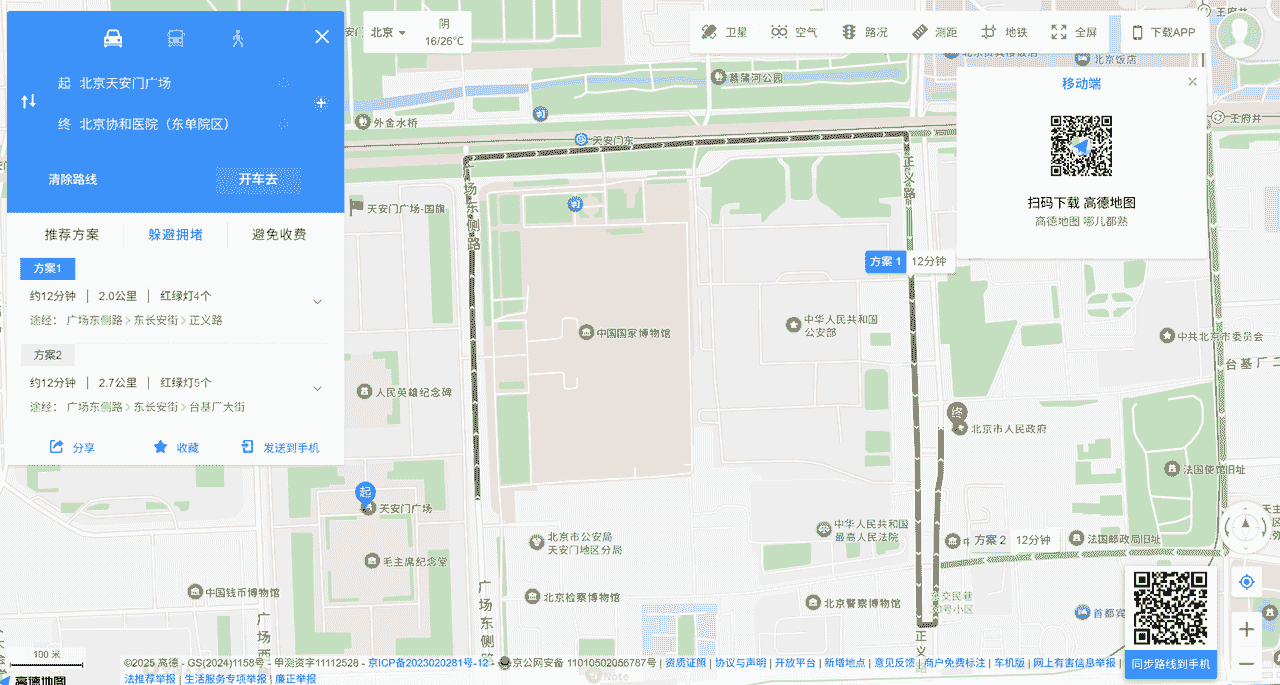 起 北京天安门广场
终 北京协和医院（东单院区）
清除路线
开车去
推荐方案
躲避拥堵
避免收费
方案1
约12分钟 | 2.0公里 | 红绿灯4个
途经： 广场东侧路 > 东长安街 > 正义路
方案2
约12分钟 | 2.7公里 | 红绿灯5个
途经： 广场东侧路 > 东长安街 > 台基厂大街
分享
收藏
发送到手机
北京
阴
16/26℃
卫星
空气
路况
测距
地铁
全屏
下载APP
移动端
扫码下载 高德地图
高德地图 哪儿都熟
北京饭店
王府井
王府井
菖蒲河公园
外金水桥
天安门东
天安门广场-国旗
广场东侧路
正义路
方案 1
12分钟
中国国家博物馆
中华人民共和国
公安部
中共北京市委员会
台基厂二
人民英雄纪念碑
终
北京市人民政府
法国使馆旧址
起
天安门广场
中华人民共和国
最高人民法院
北京市公安局
天安门地区分局
方案 2
12分钟
法国邮政局旧址
毛主席纪念堂
中国钱币博物馆
北京检察博物馆
北京警察博物馆
首都宾
广场西
广场东侧路
正义
100 米
高德地图
©2025 高德 - GS(2024)1158号 - 甲测资字11112528 - 京ICP备2023020281号-12 - 京公网安备 11010502056787号 | 资质证照 | 协议与声明 | 开放平台 | 新增地点 | 意见反馈 | 商户免费标注 | 车机版 | 网上有害信息举报 |
法推荐举报 | 生活服务专项举报 | 廉正举报
Note
同步路线到手机